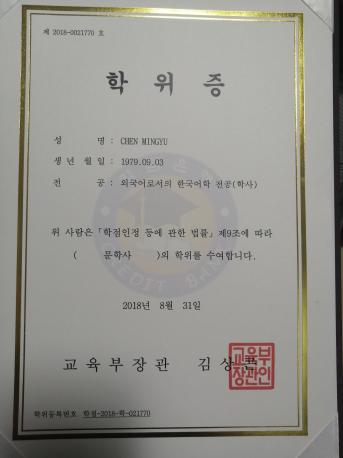 제 2018-0021770 호
학위증
성 명 : CHEN MINGYU
생 년 월 일 : 1979.09.03
전 공 : 외국어로서의 한국어학 전공(학사)
위 사람은 「학점인정 등에 관한 법률」 제9조에 따라
( 문학사 )의 학위를 수여합니다.
2018년 8월 31일
교육부장관 김상곤
교육부
장관인
학위등록번호 학점-2018-학-021770